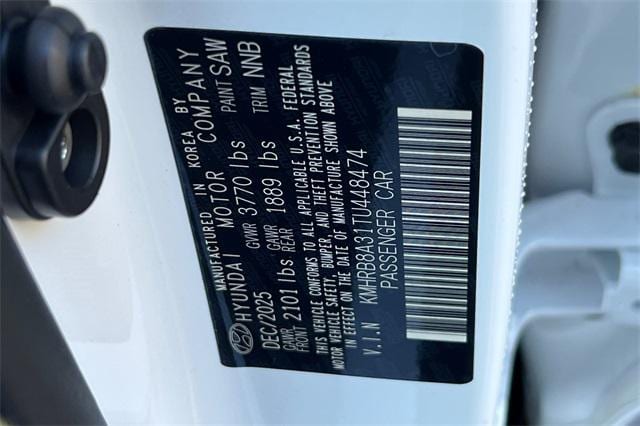 MANUFACTURED IN KOREA BY
HYUNDAI MOTOR COMPANY
DEC/2025 GVWR 3770 lbs PAINT SAW
GAWR FRONT 2101 lbs GAWR REAR 1889 lbs TRIM NNB
THIS VEHICLE CONFORMS TO ALL APPLICABLE U.S.A. FEDERAL
MOTOR VEHICLE SAFETY, BUMPER, AND THEFT PREVENTION STANDARDS
IN EFFECT ON THE DATE OF MANUFACTURE SHOWN ABOVE
V.I.N KMHRB8A31TU448474
PASSENGER CAR